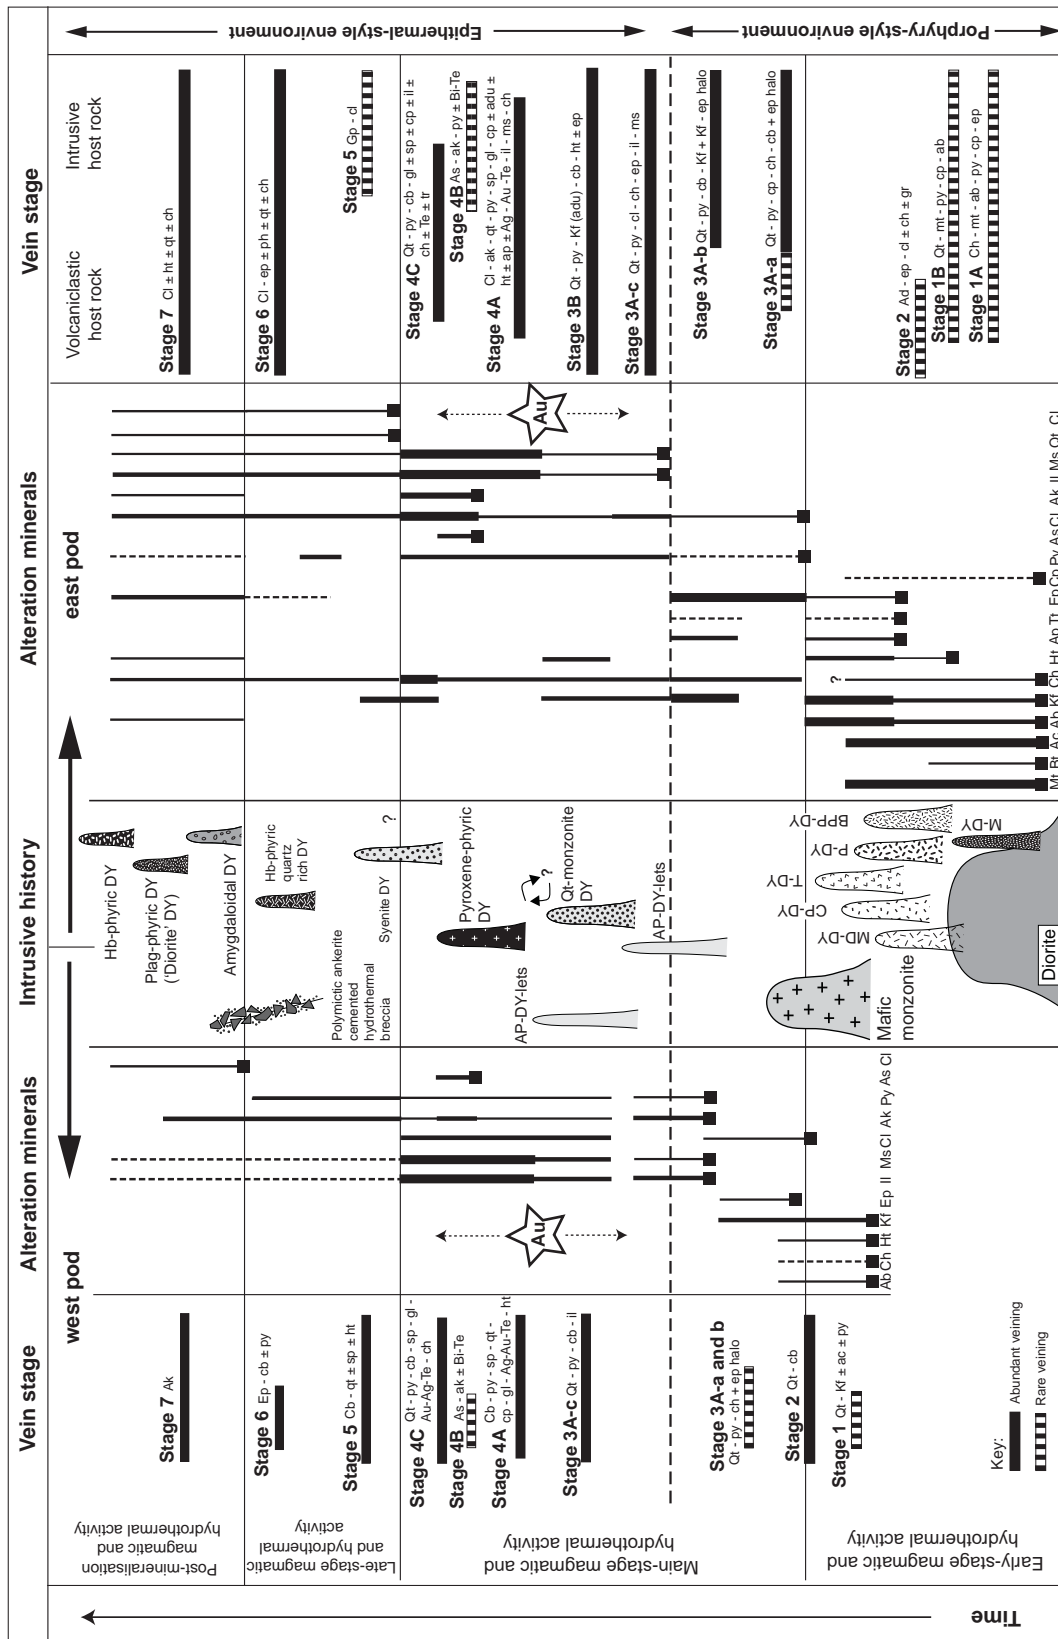 Vein stage
Alteration minerals
Intrusive history
Alteration minerals
Vein stage
west pod
east pod
Volcaniclastic
host rock
Intrusive
host rock
Time
Post-mineralisation
magmatic and
hydrothermal activity
Late-stage magmatic
and hydrothermal
activity
Main-stage magmatic and
hydrothermal activity
Early-stage magmatic and
hydrothermal activity
Stage 7 Ak
Stage 6 Ep - cb ± py
Stage 5 Cb - qt ± sp ± ht
Stage 4C Qt - py - cb - sp - gl -
Au-Ag-Te - ch
Stage 4B As - ak ± Bi-Te
Stage 4A Cb - py - sp - qt -
cp - gl - Ag-Au-Te - ht
Stage 3A-c Qt - py - cb - il
Stage 3A-a and b
Qt - py - ch + ep halo
Stage 2 Qt - cb
Stage 1 Qt - Kf ± ac ± py
Key:
Abundant veining
Rare veining
Au
Ab Ch Ht Kf Ep Il Ms Cl Ak Py As Cl
Hb-phyric DY
Plag-phyric DY
('Diorite' DY)
Amygdaloidal DY
Hb-phyric
quartz
rich DY
Polymictic ankerite
cemented
hydrothermal
breccia
Syenite DY
?
Pyroxene-phyric
DY
?
Qt-monzonite
DY
AP-DY-lets
AP-DY-lets
Mafic
monzonite
MD-DY
CP-DY
T-DY
P-DY
BPP-DY
M-DY
Diorite
Au
?
Mt Bt Ac Ab Kf Ch Ht Ap Tt Ep Cp Py As Cl Ak Il Ms Qt Cl
Stage 7 Cl ± ht ± qt ± ch
Stage 6 Cl - ep ± ph ± qt ± ch
Stage 5 Gp - cl
Stage 4C Qt - py - cb - gl ± sp ± cp ± il ±
ch ± Te ± tr
Stage 4B As - ak - py ± Bi-Te
Stage 4A Cl - ak - qt - py - sp - gl - cp ± adu ±
ht ± ap ± Ag - Au - Te - il - ms - ch
Stage 3B Qt - py - Kf (adu) - cb - ht ± ep
Stage 3A-c Qt - py - cl - ch - ep - il - ms
Stage 3A-b Qt - py - cb - Kf + Kf - ep halo
Stage 3A-a Qt - py - cp - ch - cb + ep halo
Stage 2 Ad - ep - cl ± ch ± gr
Stage 1B Qt - mt - py - cp - ab
Stage 1A Ch - mt - ab - py - cp - ep
Epithermal-style environment
Porphyry-style environment